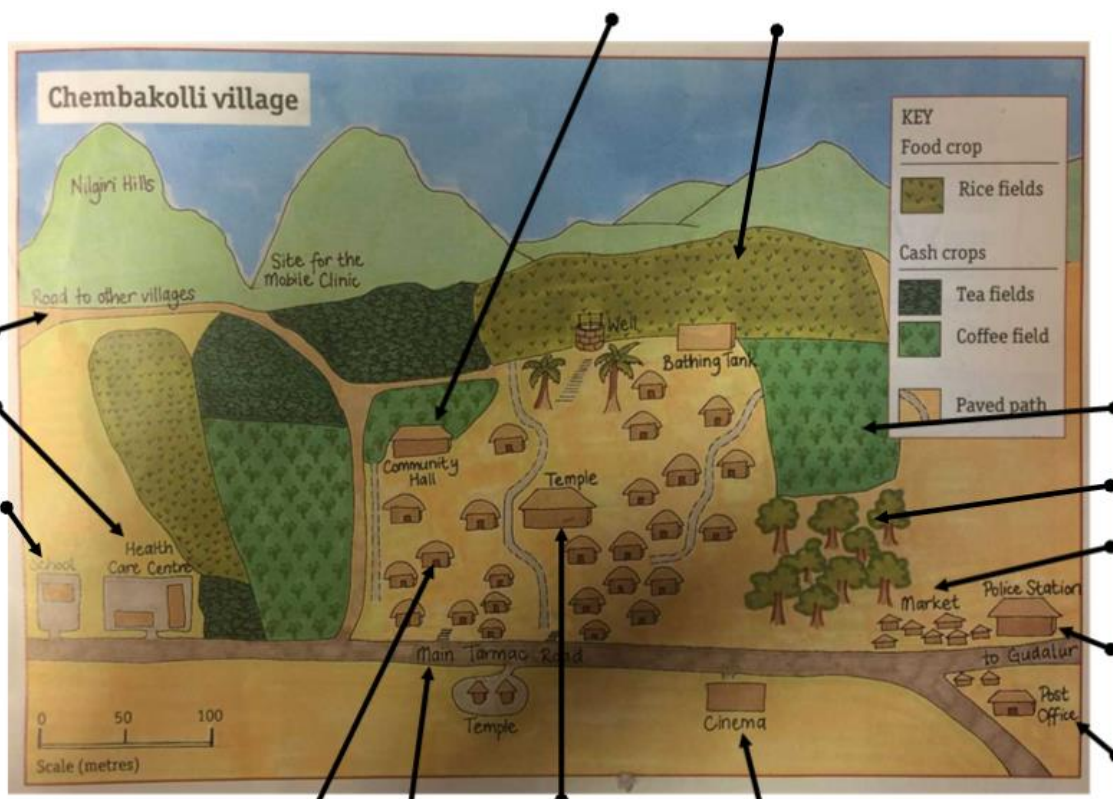 Chembakolli village
KEY
Food crop
Rice fields
Cash crops
Tea fields
Coffee field
Paved path
Nilgiri Hills
Site for the
Mobile Clinic
Road to other villages
Well
Bathing Tank
Community
Hall
Temple
School
Health
Care Centre
Market
Police Station
Main Tarmac Road
to Gudalur
Temple
Cinema
Post
Office
0 50 100
Scale (metres)